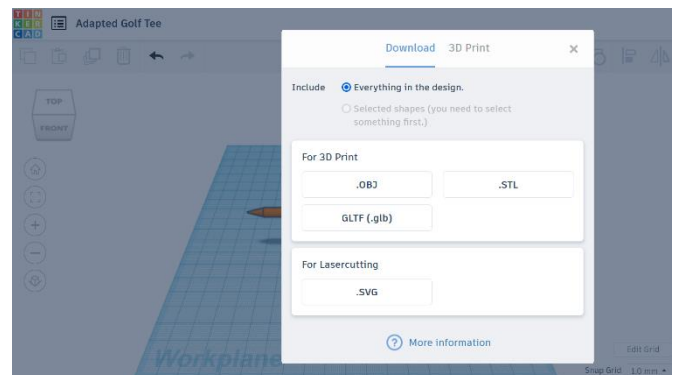 TIN
KER
CAD
Adapted Golf Tee
Download 3D Print
Include Everything in the design.
Selected shapes (you need to select
something first.)
For 3D Print
.OBJ .STL
GLTF (.glb)
For Lasercutting
.SVG
More information
TOP
FRONT
Workplane
Edit Grid
Snap Grid 1.0 mm